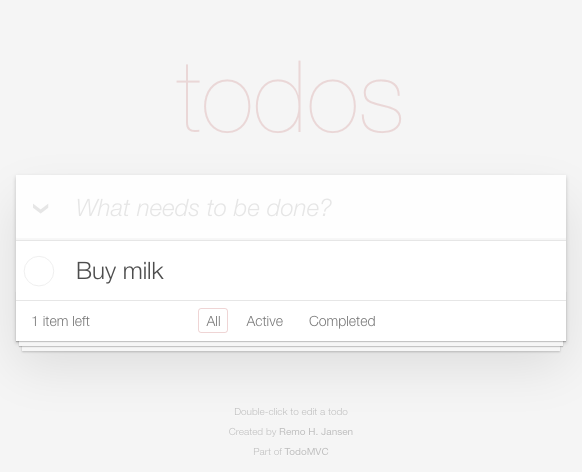 todos
What needs to be done?
Buy milk
1 item left All Active Completed
Double-click to edit a todo
Created by Remo H. Jansen
Part of TodoMVC